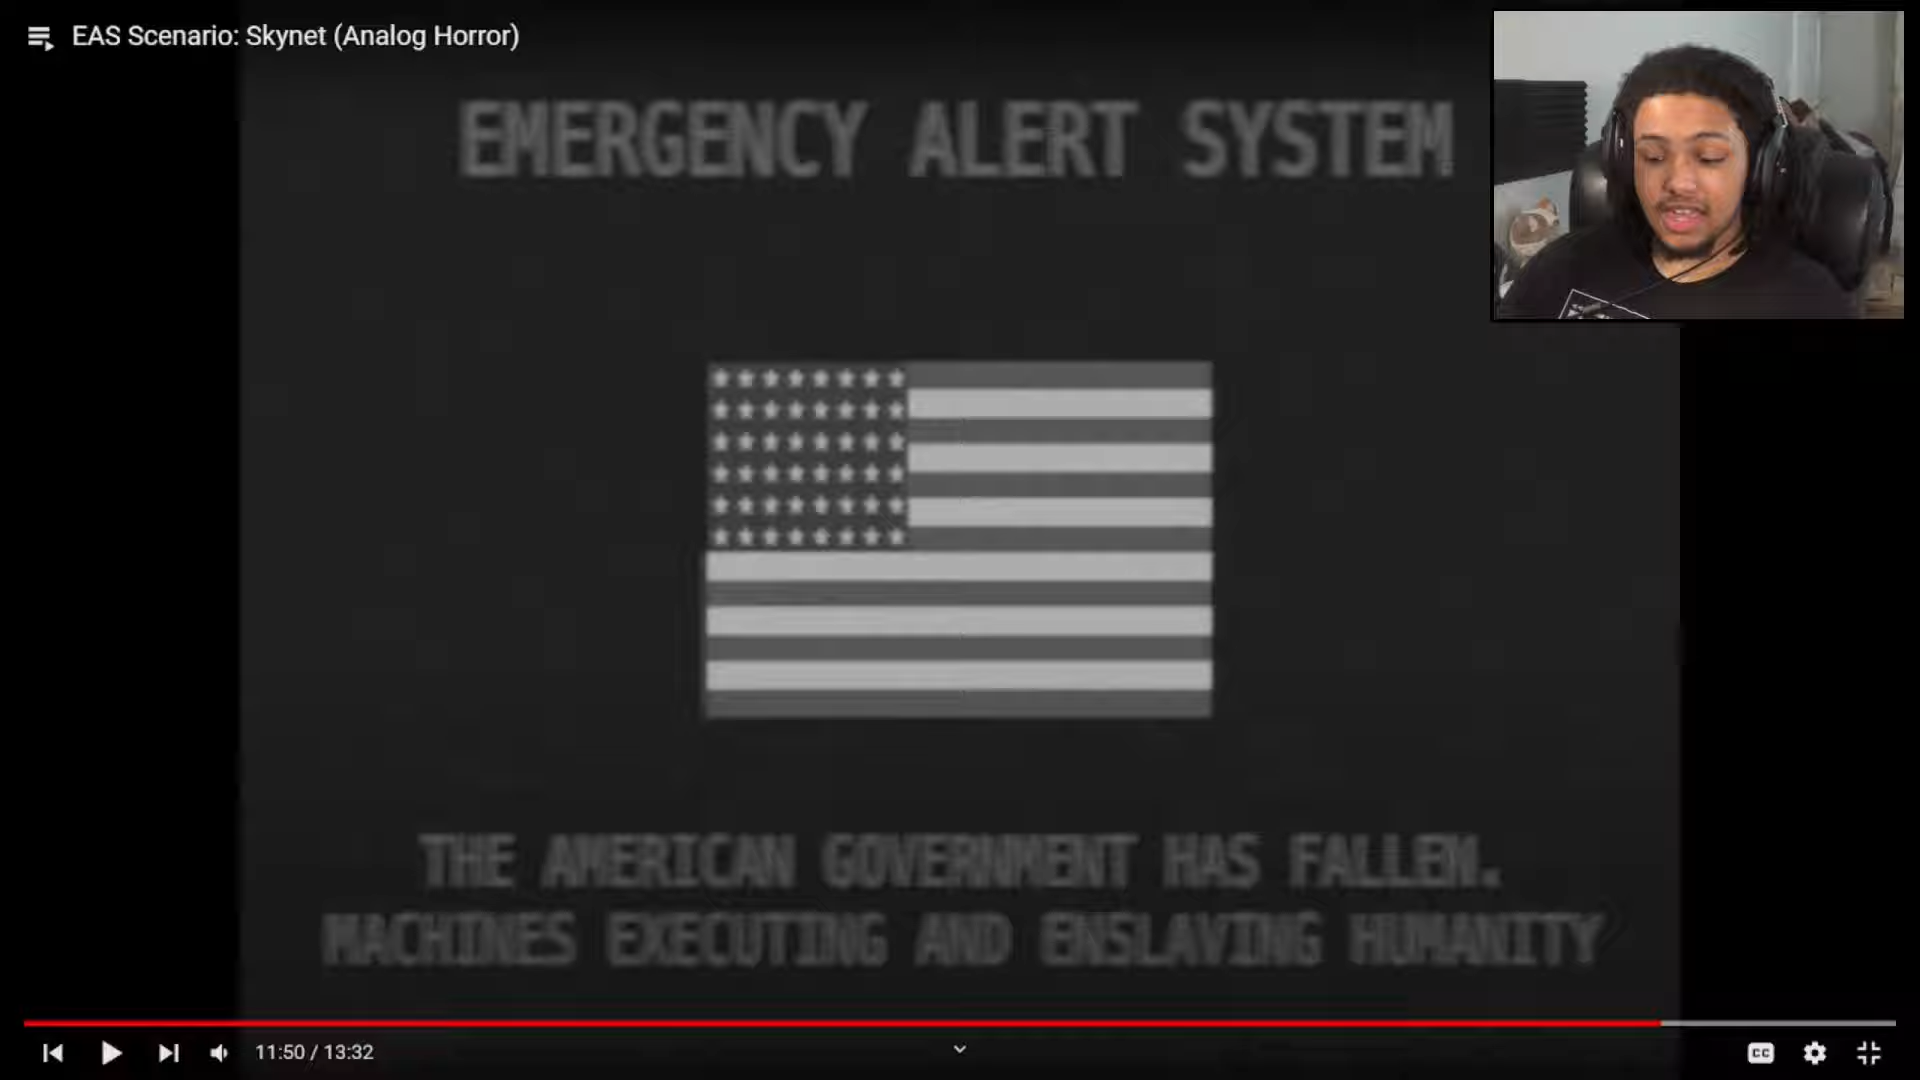 EAS Scenario: Skynet (Analog Horror)
EMERGENCY ALERT SYSTEM
THE AMERICAN GOVERNMENT HAS FALLEN.
MACHINES EXECUTING AND ENSLAVING HUMANITY
11:50 / 13:32
CC